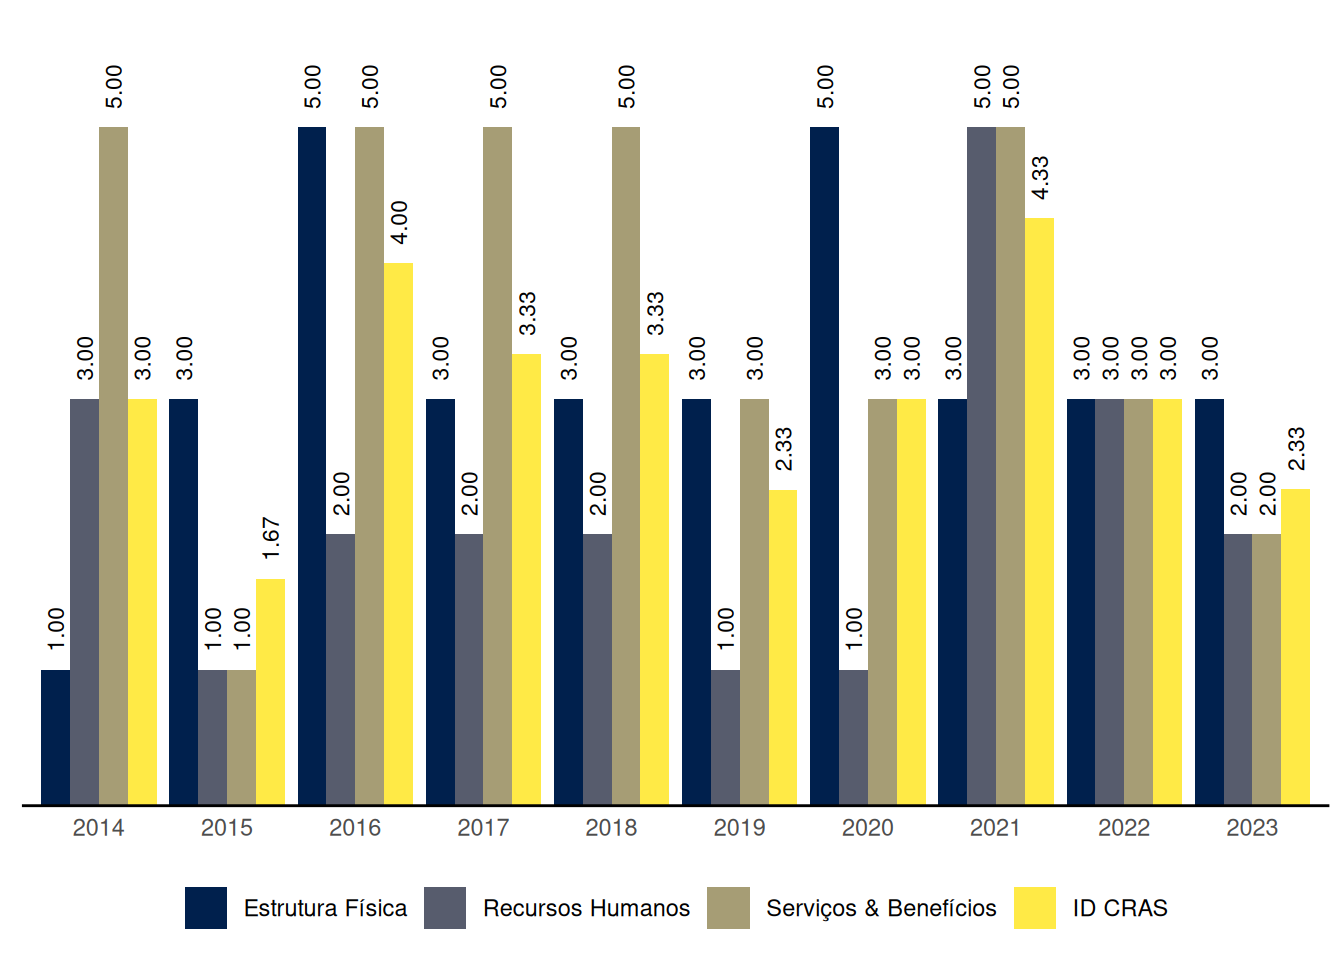 1.00 3.00 5.00 3.00
3.00 1.00 1.00 1.67
5.00 2.00 5.00 4.00
3.00 2.00 5.00 3.33
3.00 2.00 5.00 3.33
3.00 1.00 3.00 2.33
5.00 1.00 3.00 3.00
3.00 5.00 5.00 4.33
3.00 3.00 3.00 3.00
3.00 2.00 2.00 2.33
2014 2015 2016 2017 2018 2019 2020 2021 2022 2023
Estrutura Física Recursos Humanos Serviços & Benefícios ID CRAS